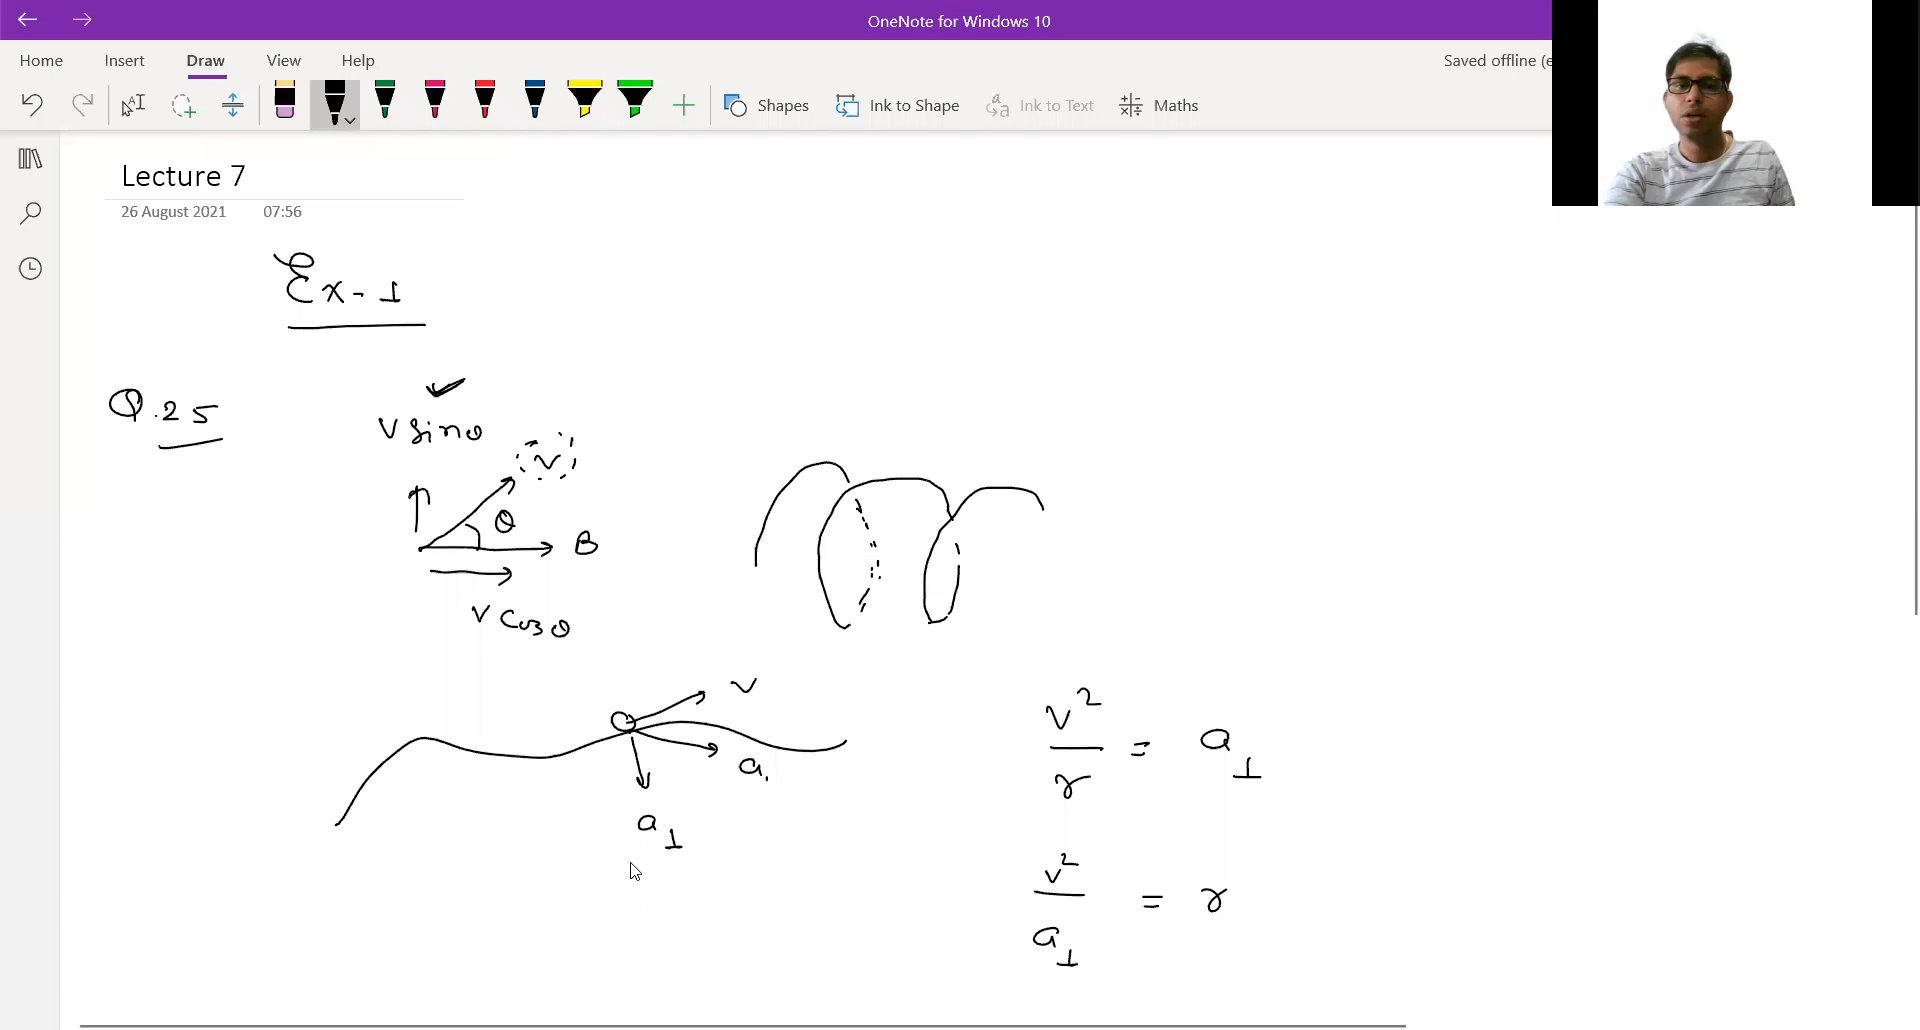 OneNote for Windows 10
Home Insert Draw View Help
Saved offline (e
Shapes Ink to Shape Ink to Text Maths
Lecture 7
26 August 2021 07:56
Ex-1
Q.25
v sinθ
v
θ
B
v cosθ
v
a
a⊥
v²/r = a⊥
v²/a⊥ = r